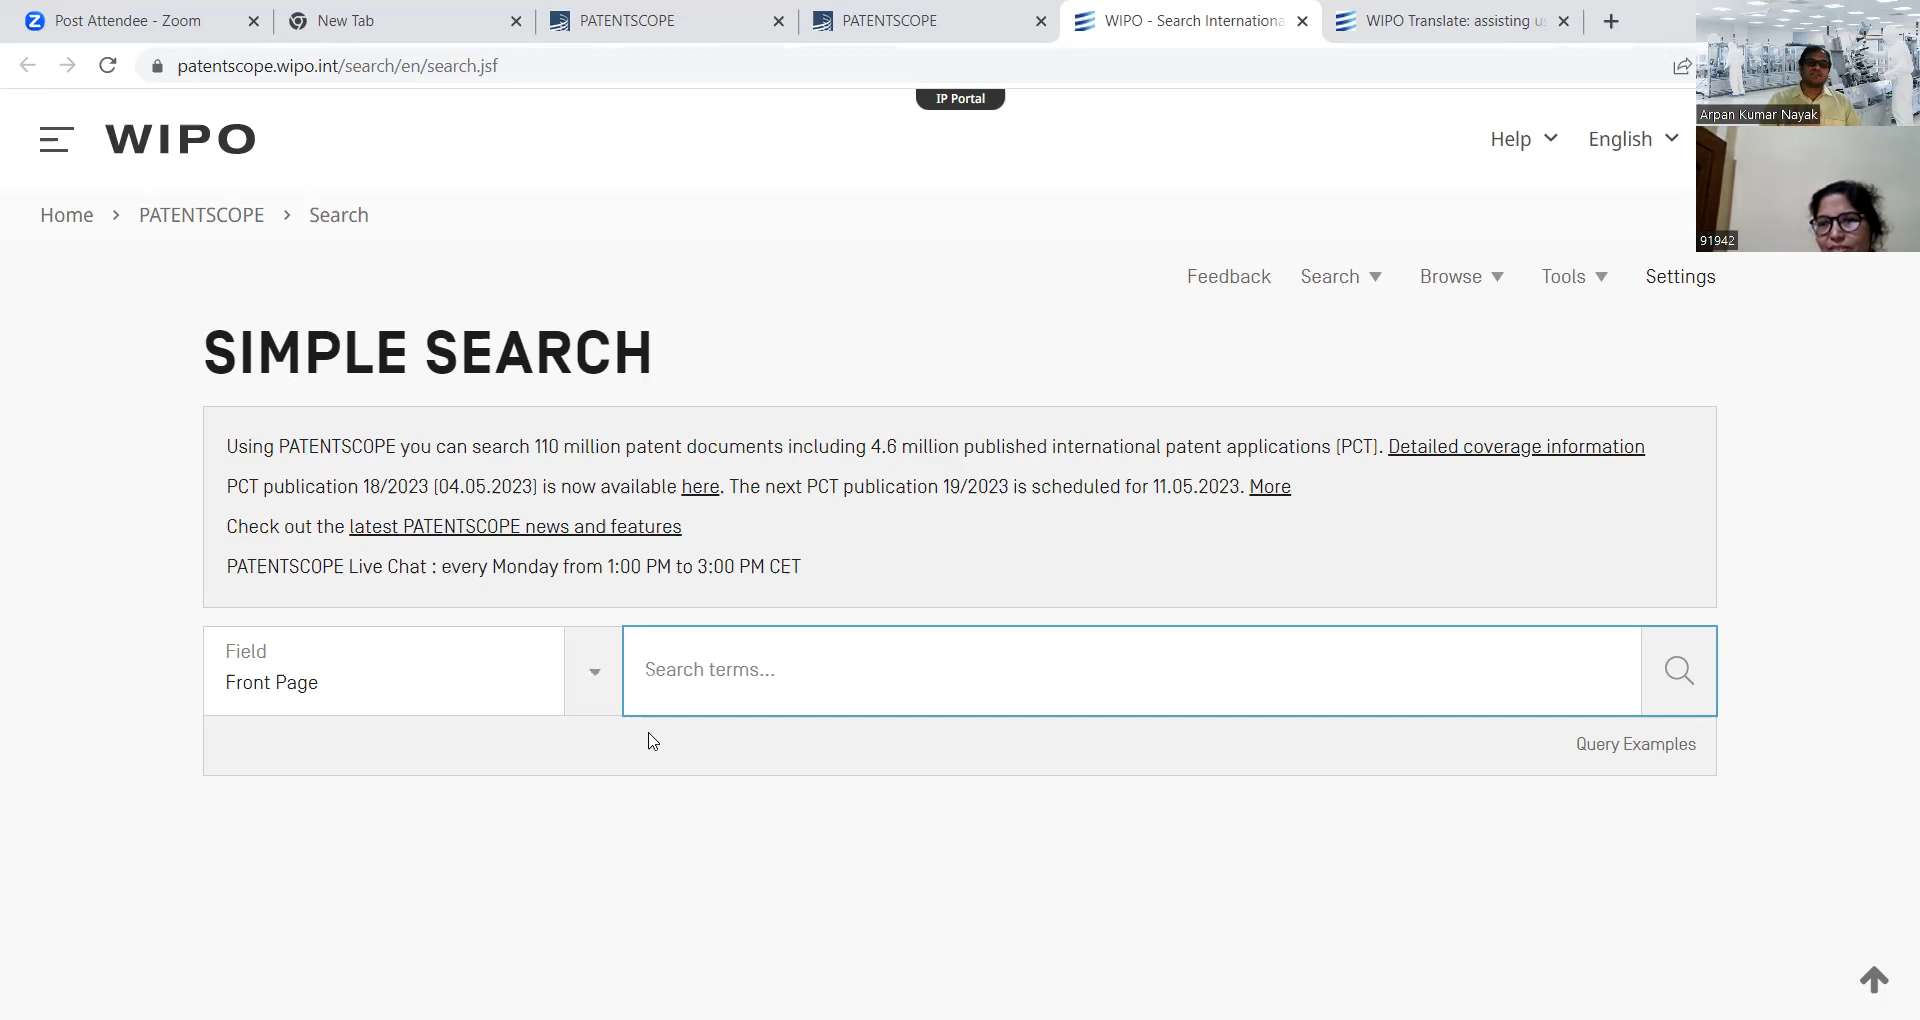 Post Attendee - Zoom
New Tab
PATENTSCOPE
PATENTSCOPE
WIPO - Search Internationa
WIPO Translate: assisting us
patentscope.wipo.int/search/en/search.jsf
IP Portal
WIPO
Help
English
Arpan Kumar Nayak
91942
Home > PATENTSCOPE > Search
Feedback Search Browse Tools Settings
SIMPLE SEARCH
Using PATENTSCOPE you can search 110 million patent documents including 4.6 million published international patent applications (PCT). Detailed coverage information
PCT publication 18/2023 (04.05.2023) is now available here. The next PCT publication 19/2023 is scheduled for 11.05.2023. More
Check out the latest PATENTSCOPE news and features
PATENTSCOPE Live Chat : every Monday from 1:00 PM to 3:00 PM CET
Field
Front Page
Search terms...
Query Examples